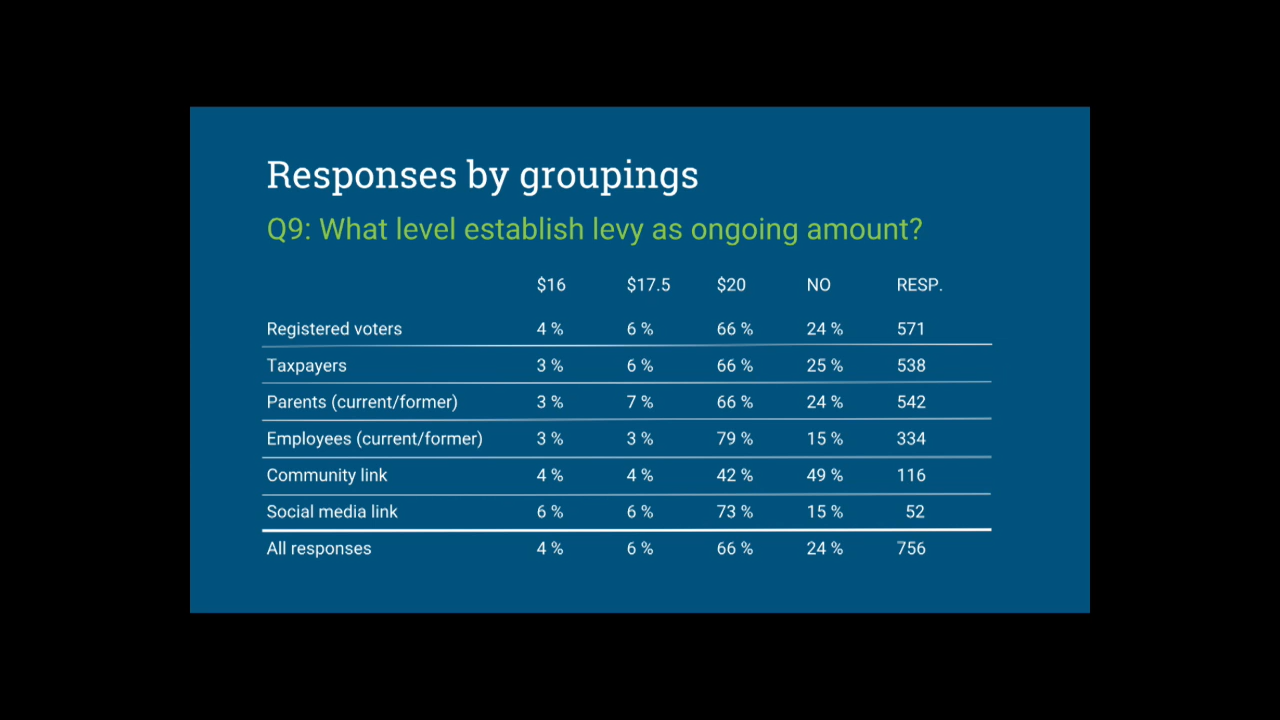 Responses by groupings
Q9: What level establish levy as ongoing amount?
$16 $17.5 $20 NO RESP.
Registered voters 4 % 6 % 66 % 24 % 571
Taxpayers 3 % 6 % 66 % 25 % 538
Parents (current/former) 3 % 7 % 66 % 24 % 542
Employees (current/former) 3 % 3 % 79 % 15 % 334
Community link 4 % 4 % 42 % 49 % 116
Social media link 6 % 6 % 73 % 15 % 52
All responses 4 % 6 % 66 % 24 % 756